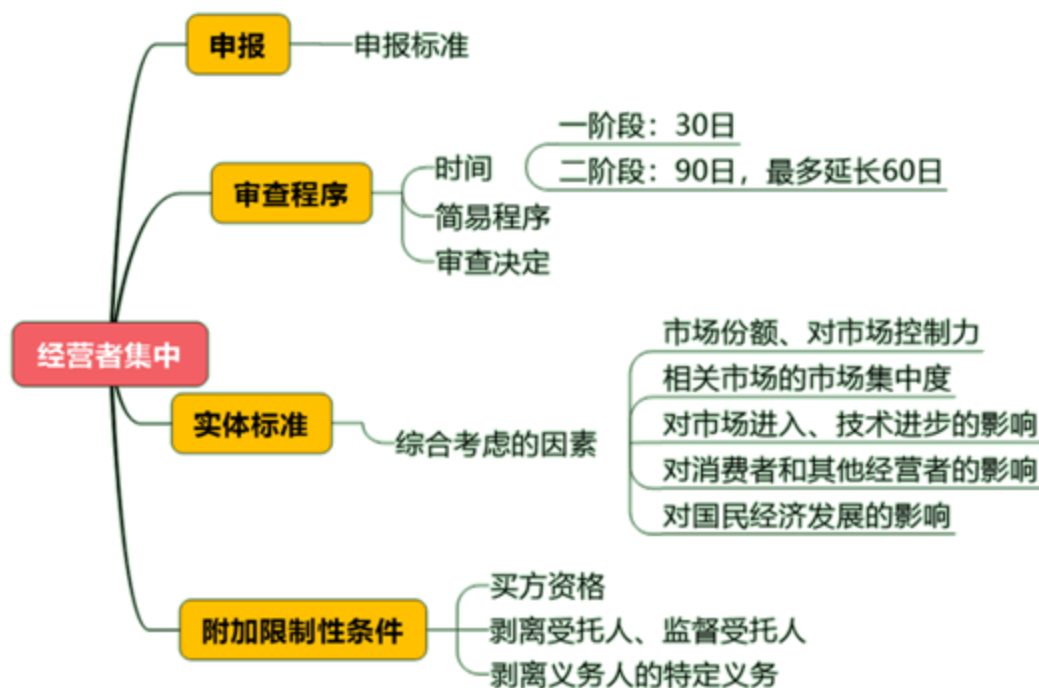 申报
申报标准
审查程序
时间
一阶段：30日
二阶段：90日，最多延长60日
简易程序
审查决定
经营者集中
实体标准
综合考虑的因素
市场份额、对市场控制力
相关市场的市场集中度
对市场进入、技术进步的影响
对消费者和其他经营者的影响
对国民经济发展的影响
附加限制性条件
买方资格
剥离受托人、监督受托人
剥离义务人的特定义务